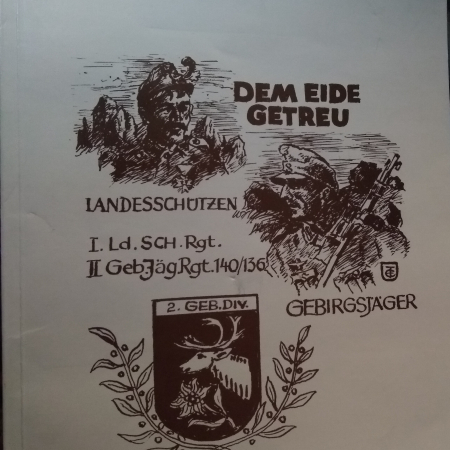 DEM EIDE
GETREU
LANDESSCHÜTZEN
I. Ld. SCH. Rgt.
II Geb.Jäg.Rgt. 140/136
GEBIRGSJÄGER
2. GEB.DIV.